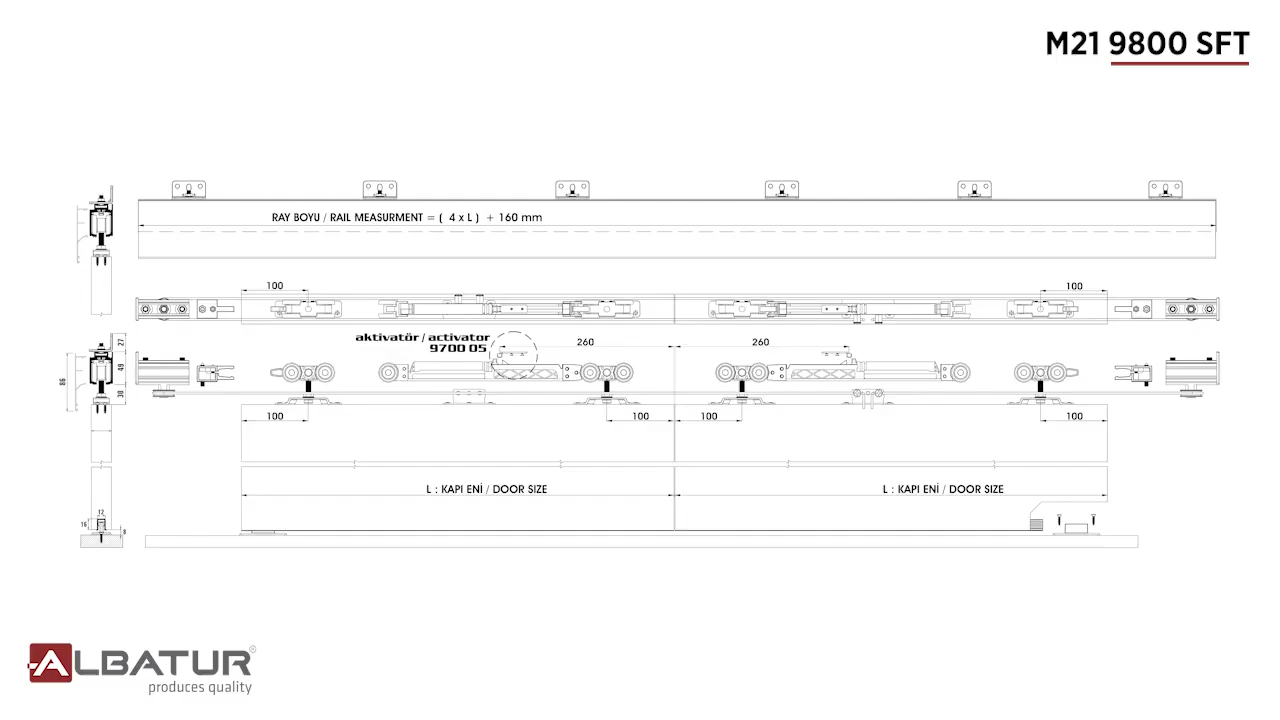 M21 9800 SFT
RAY BOYU / RAIL MEASURMENT = ( 4 x L ) + 160 mm
100
100
aktivatör / activator
9700 05
260
260
27
49
38
86
100
100
100
100
L : KAPI ENİ / DOOR SIZE
L : KAPI ENİ / DOOR SIZE
12
16
8
ALBATUR®
produces quality